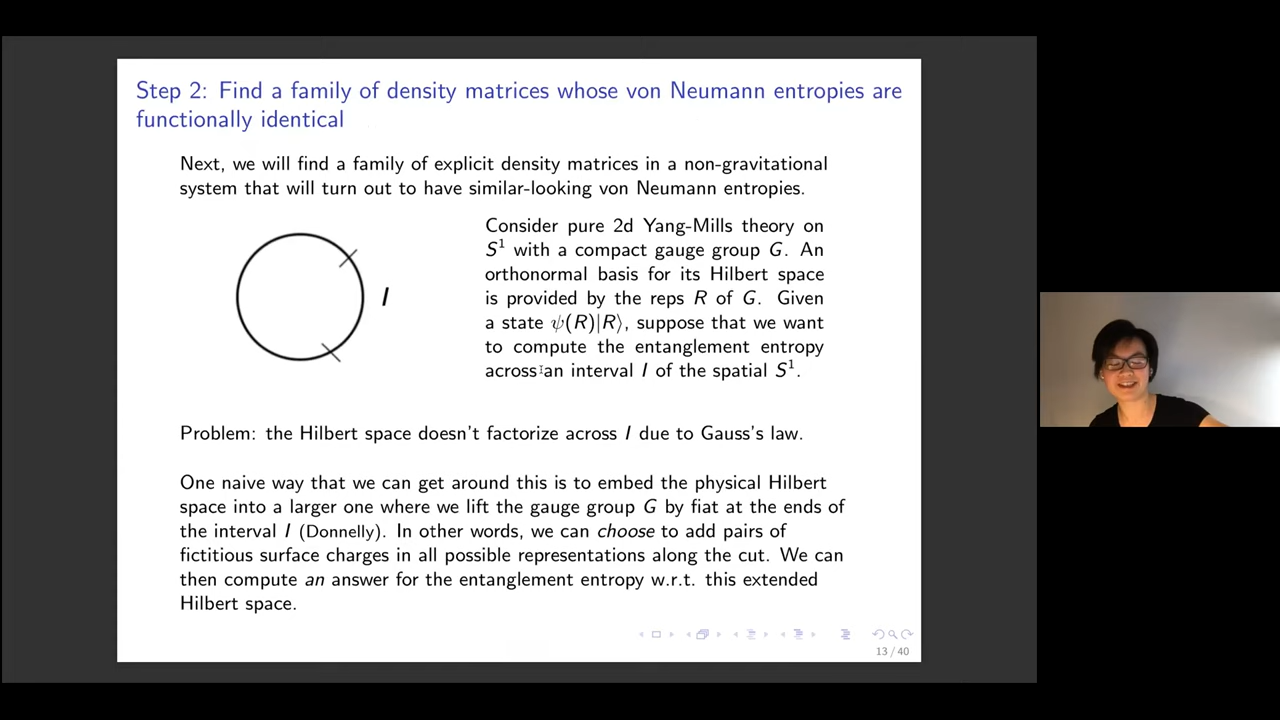 Step 2: Find a family of density matrices whose von Neumann entropies are
functionally identical
Next, we will find a family of explicit density matrices in a non-gravitational
system that will turn out to have similar-looking von Neumann entropies.
I
Consider pure 2d Yang-Mills theory on
S¹ with a compact gauge group G. An
orthonormal basis for its Hilbert space
is provided by the reps R of G. Given
a state ψ(R)|R⟩, suppose that we want
to compute the entanglement entropy
across an interval I of the spatial S¹.
Problem: the Hilbert space doesn't factorize across I due to Gauss's law.
One naive way that we can get around this is to embed the physical Hilbert
space into a larger one where we lift the gauge group G by fiat at the ends of
the interval I (Donnelly). In other words, we can choose to add pairs of
fictitious surface charges in all possible representations along the cut. We can
then compute an answer for the entanglement entropy w.r.t. this extended
Hilbert space.
13 / 40